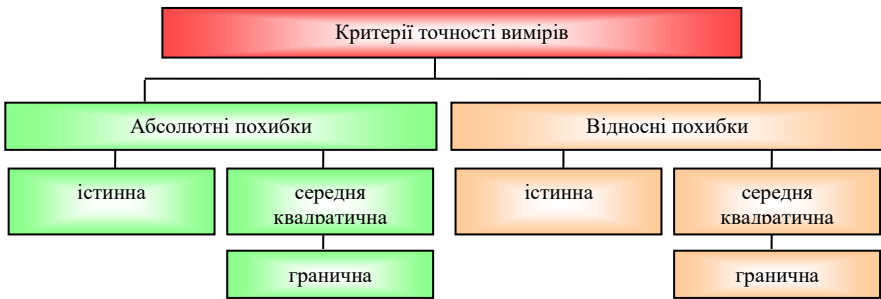 Критерії точності вимірів
Абсолютні похибки
Відносні похибки
істинна
середня
квадратична
істинна
середня
квадратична
гранична
гранична